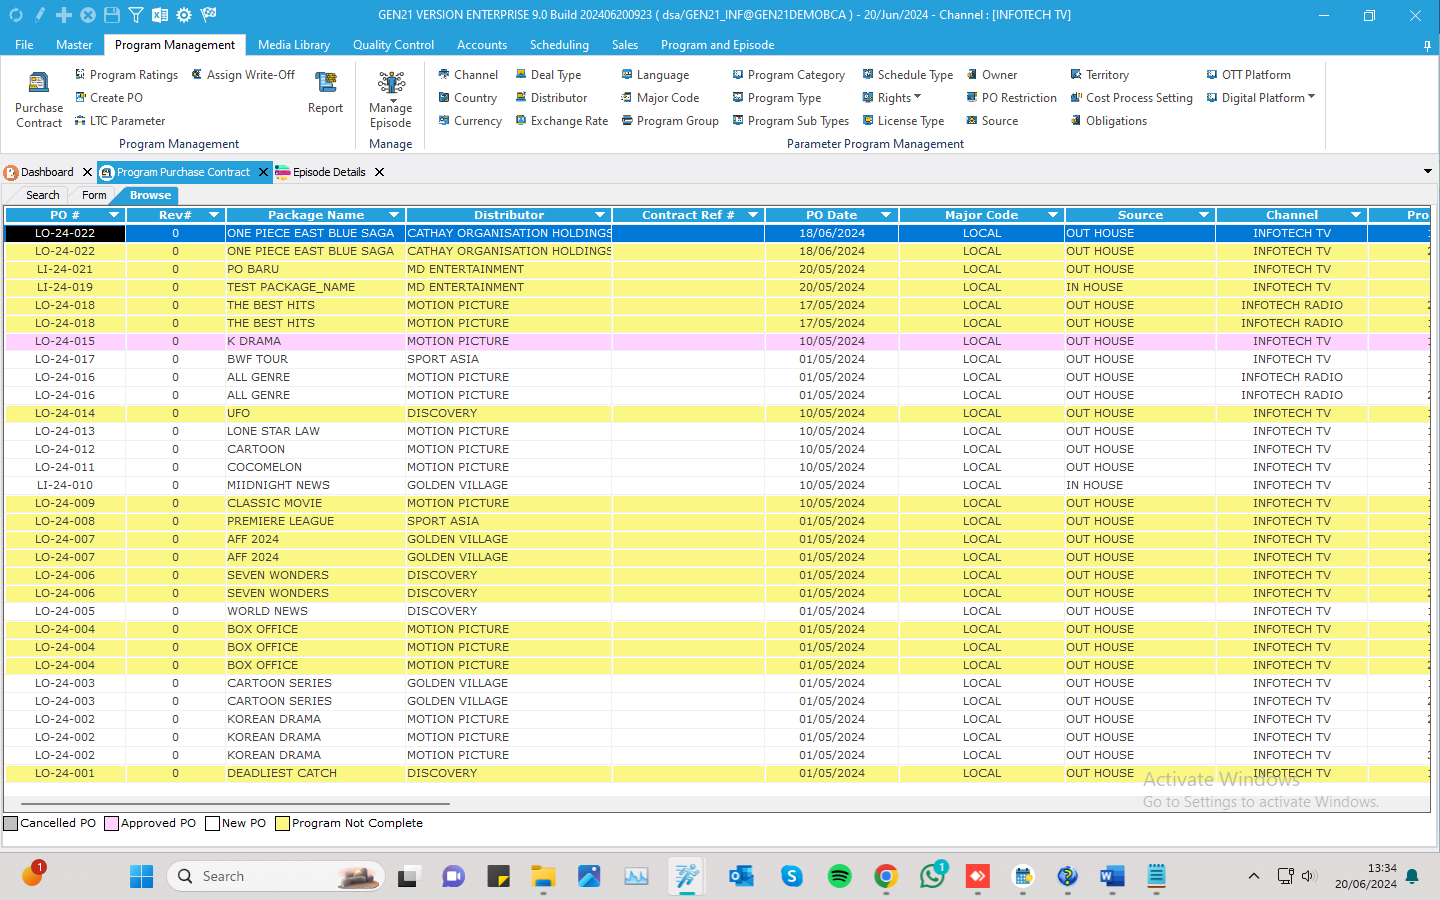 GEN21 VERSION ENTERPRISE 9.0 Build 202406200923 ( dsa/GEN21_INF@GEN21DEMOBCA ) - 20/Jun/2024 - Channel : [INFOTECH TV]
File Master Program Management Media Library Quality Control Accounts Scheduling Sales Program and Episode
Purchase Contract
Program Ratings Assign Write-Off
Create PO
LTC Parameter
Report
Program Management
Manage Episode
Manage
Channel Deal Type Language Program Category Schedule Type Owner Territory OTT Platform
Country Distributor Major Code Program Type Rights PO Restriction Cost Process Setting Digital Platform
Currency Exchange Rate Program Group Program Sub Types License Type Source Obligations
Parameter Program Management
Dashboard Program Purchase Contract Episode Details
Search Form Browse
PO # Rev# Package Name Distributor Contract Ref # PO Date Major Code Source Channel Pro
LO-24-022 0 ONE PIECE EAST BLUE SAGA CATHAY ORGANISATION HOLDINGS 18/06/2024 LOCAL OUT HOUSE INFOTECH TV
LO-24-022 0 ONE PIECE EAST BLUE SAGA CATHAY ORGANISATION HOLDINGS 18/06/2024 LOCAL OUT HOUSE INFOTECH TV
LI-24-021 0 PO BARU MD ENTERTAINMENT 20/05/2024 LOCAL OUT HOUSE INFOTECH TV
LI-24-019 0 TEST PACKAGE_NAME MD ENTERTAINMENT 20/05/2024 LOCAL IN HOUSE INFOTECH TV
LO-24-018 0 THE BEST HITS MOTION PICTURE 17/05/2024 LOCAL OUT HOUSE INFOTECH RADIO
LO-24-018 0 THE BEST HITS MOTION PICTURE 17/05/2024 LOCAL OUT HOUSE INFOTECH RADIO
LO-24-015 0 K DRAMA MOTION PICTURE 10/05/2024 LOCAL OUT HOUSE INFOTECH TV
LO-24-017 0 BWF TOUR SPORT ASIA 01/05/2024 LOCAL OUT HOUSE INFOTECH TV
LO-24-016 0 ALL GENRE MOTION PICTURE 01/05/2024 LOCAL OUT HOUSE INFOTECH RADIO
LO-24-016 0 ALL GENRE MOTION PICTURE 01/05/2024 LOCAL OUT HOUSE INFOTECH RADIO
LO-24-014 0 UFO DISCOVERY 10/05/2024 LOCAL OUT HOUSE INFOTECH TV
LO-24-013 0 LONE STAR LAW MOTION PICTURE 10/05/2024 LOCAL OUT HOUSE INFOTECH TV
LO-24-012 0 CARTOON MOTION PICTURE 10/05/2024 LOCAL OUT HOUSE INFOTECH TV
LO-24-011 0 COCOMELON MOTION PICTURE 10/05/2024 LOCAL OUT HOUSE INFOTECH TV
LI-24-010 0 MIIDNIGHT NEWS GOLDEN VILLAGE 10/05/2024 LOCAL IN HOUSE INFOTECH TV
LO-24-009 0 CLASSIC MOVIE MOTION PICTURE 10/05/2024 LOCAL OUT HOUSE INFOTECH TV
LO-24-008 0 PREMIERE LEAGUE SPORT ASIA 01/05/2024 LOCAL OUT HOUSE INFOTECH TV
LO-24-007 0 AFF 2024 GOLDEN VILLAGE 01/05/2024 LOCAL OUT HOUSE INFOTECH TV
LO-24-007 0 AFF 2024 GOLDEN VILLAGE 01/05/2024 LOCAL OUT HOUSE INFOTECH TV
LO-24-006 0 SEVEN WONDERS DISCOVERY 01/05/2024 LOCAL OUT HOUSE INFOTECH TV
LO-24-006 0 SEVEN WONDERS DISCOVERY 01/05/2024 LOCAL OUT HOUSE INFOTECH TV
LO-24-005 0 WORLD NEWS DISCOVERY 01/05/2024 LOCAL OUT HOUSE INFOTECH TV
LO-24-004 0 BOX OFFICE MOTION PICTURE 01/05/2024 LOCAL OUT HOUSE INFOTECH TV
LO-24-004 0 BOX OFFICE MOTION PICTURE 01/05/2024 LOCAL OUT HOUSE INFOTECH TV
LO-24-004 0 BOX OFFICE MOTION PICTURE 01/05/2024 LOCAL OUT HOUSE INFOTECH TV
LO-24-003 0 CARTOON SERIES GOLDEN VILLAGE 01/05/2024 LOCAL OUT HOUSE INFOTECH TV
LO-24-003 0 CARTOON SERIES GOLDEN VILLAGE 01/05/2024 LOCAL OUT HOUSE INFOTECH TV
LO-24-002 0 KOREAN DRAMA MOTION PICTURE 01/05/2024 LOCAL OUT HOUSE INFOTECH TV
LO-24-002 0 KOREAN DRAMA MOTION PICTURE 01/05/2024 LOCAL OUT HOUSE INFOTECH TV
LO-24-002 0 KOREAN DRAMA MOTION PICTURE 01/05/2024 LOCAL OUT HOUSE INFOTECH TV
LO-24-001 0 DEADLIEST CATCH DISCOVERY 01/05/2024 LOCAL OUT HOUSE INFOTECH TV
Activate Windows
Go to Settings to activate Windows.
Cancelled PO Approved PO New PO Program Not Complete
1 Search 1 13:34
20/06/2024